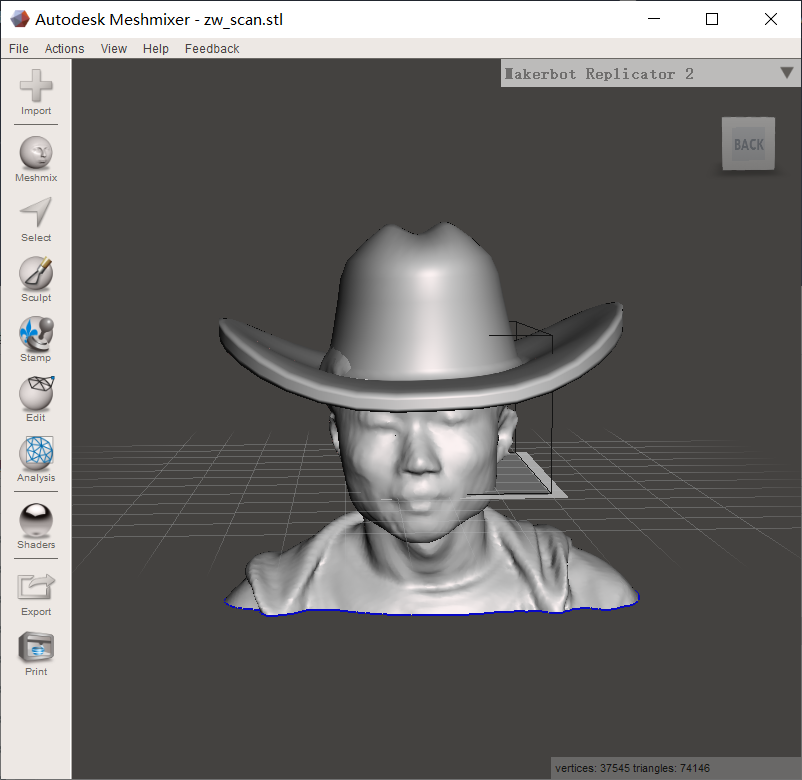 Autodesk Meshmixer - zw_scan.stl
File Actions View Help Feedback
Makerbot Replicator 2
Import
BACK
Meshmix
Select
Sculpt
Stamp
Edit
Analysis
Shaders
Export
Print
vertices: 37545 triangles: 74146